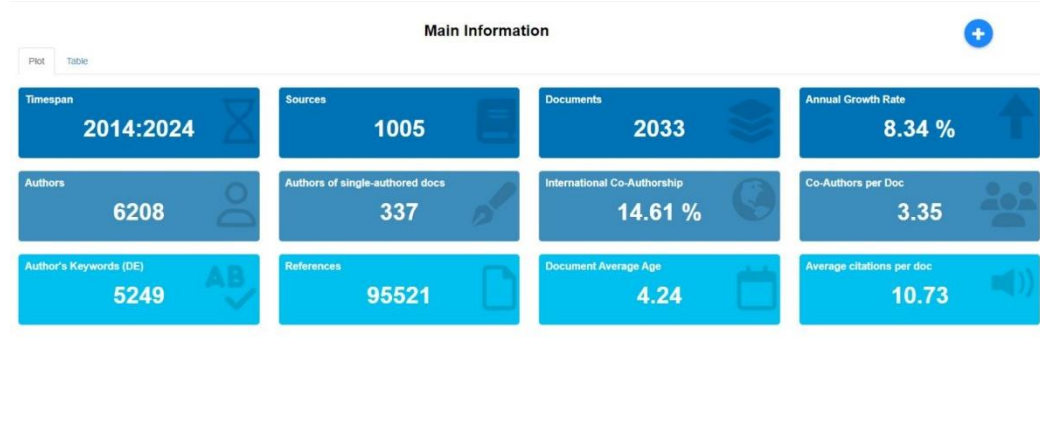 Main Information
Plot Table
Timespan
2014:2024
Sources
1005
Documents
2033
Annual Growth Rate
8.34 %
Authors
6208
Authors of single-authored docs
337
International Co-Authorship
14.61 %
Co-Authors per Doc
3.35
Author's Keywords (DE)
5249
AB
References
95521
Document Average Age
4.24
Average citations per doc
10.73